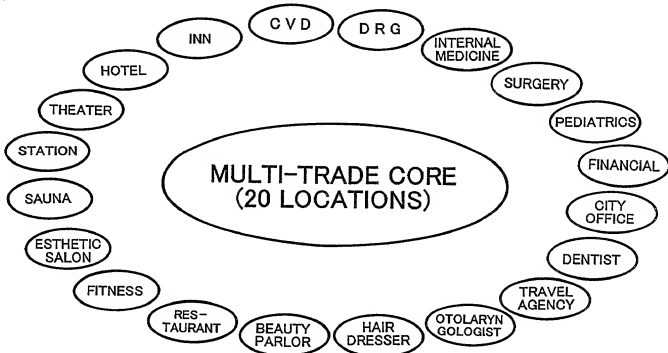 CVD
DRG
INN
INTERNAL
MEDICINE
HOTEL
SURGERY
THEATER
PEDIATRICS
STATION
FINANCIAL
MULTI-TRADE CORE
(20 LOCATIONS)
SAUNA
CITY
OFFICE
ESTHETIC
SALON
DENTIST
FITNESS
TRAVEL
AGENCY
RES-
TAURANT
BEAUTY
PARLOR
HAIR
DRESSER
OTOLARYN
GOLOGIST